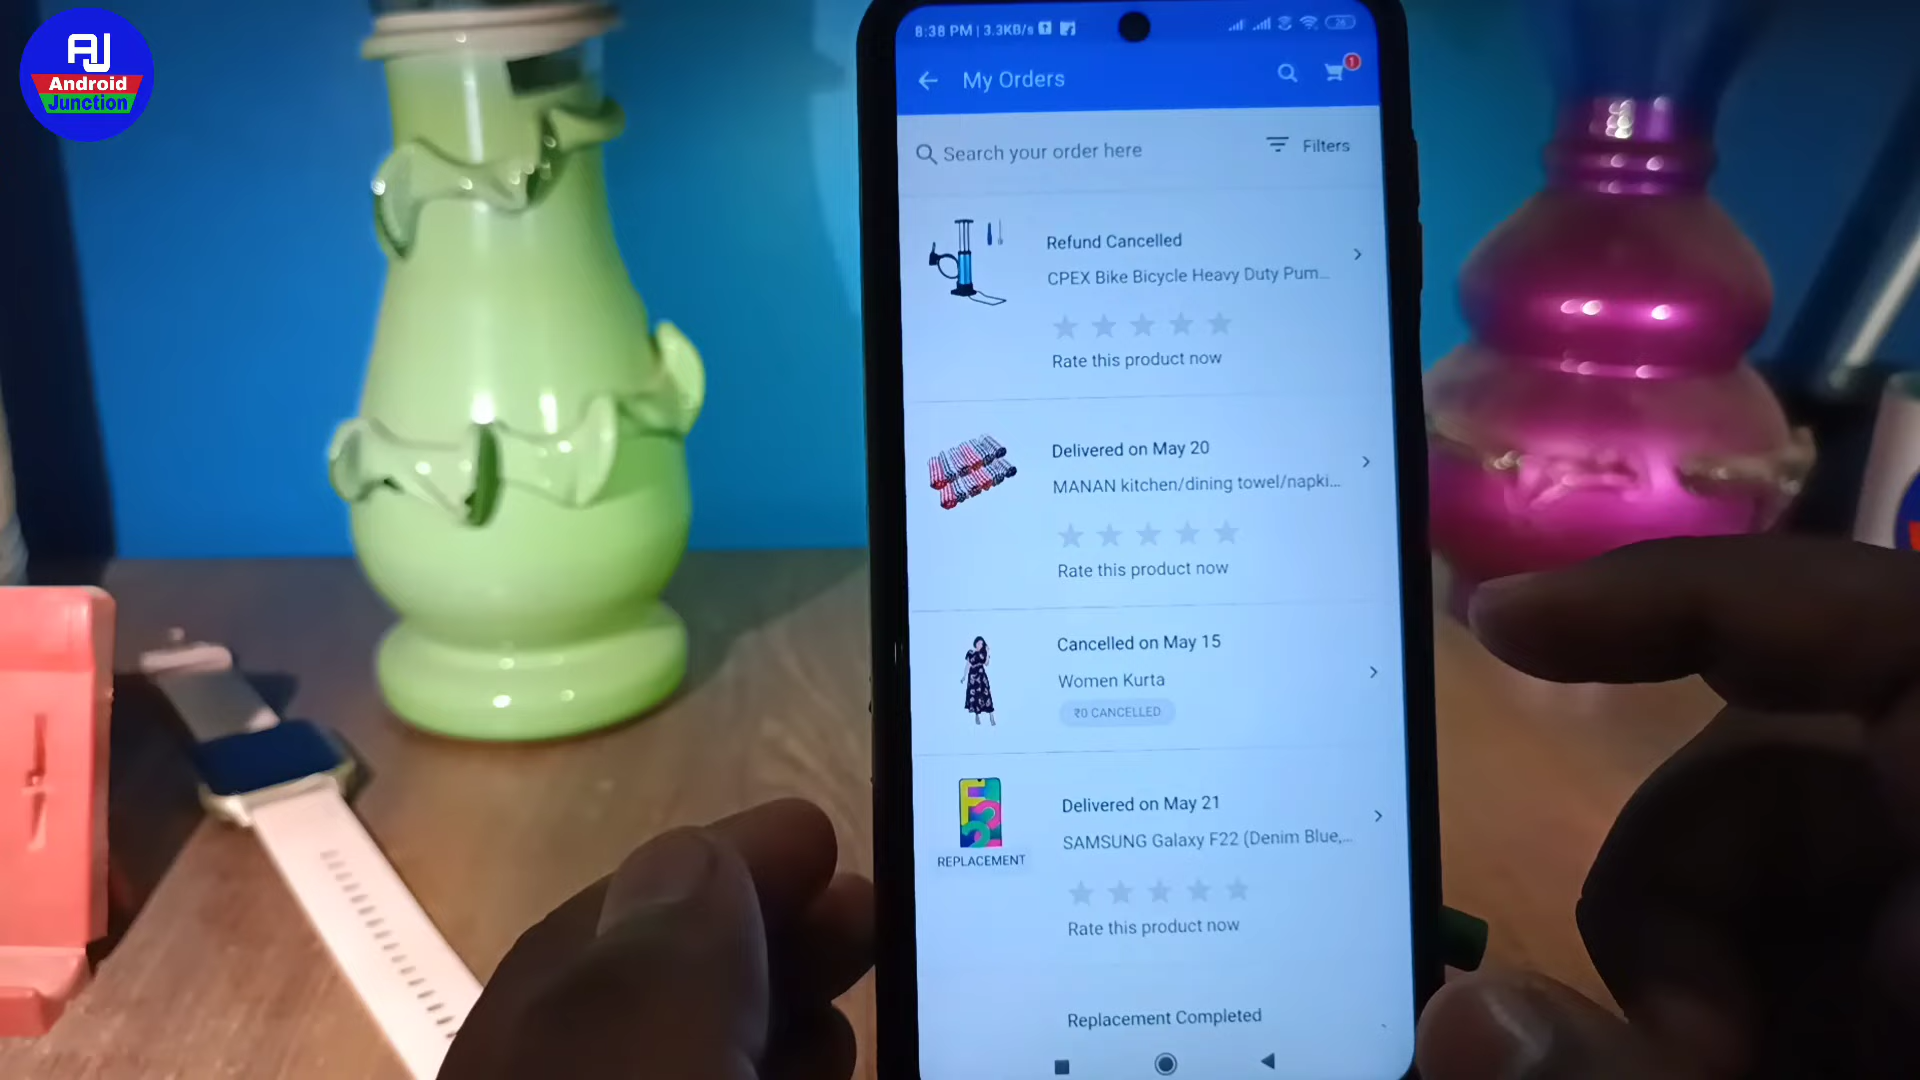 AJ
Android
Junction
8:38 PM | 3.3KB/s
26
My Orders
1
Search your order here
Filters
Refund Cancelled
CPEX Bike Bicycle Heavy Duty Pum...
Rate this product now
Delivered on May 20
MANAN kitchen/dining towel/napki...
Rate this product now
Cancelled on May 15
Women Kurta
₹0 CANCELLED
Delivered on May 21
SAMSUNG Galaxy F22 (Denim Blue,...
REPLACEMENT
Rate this product now
Replacement Completed